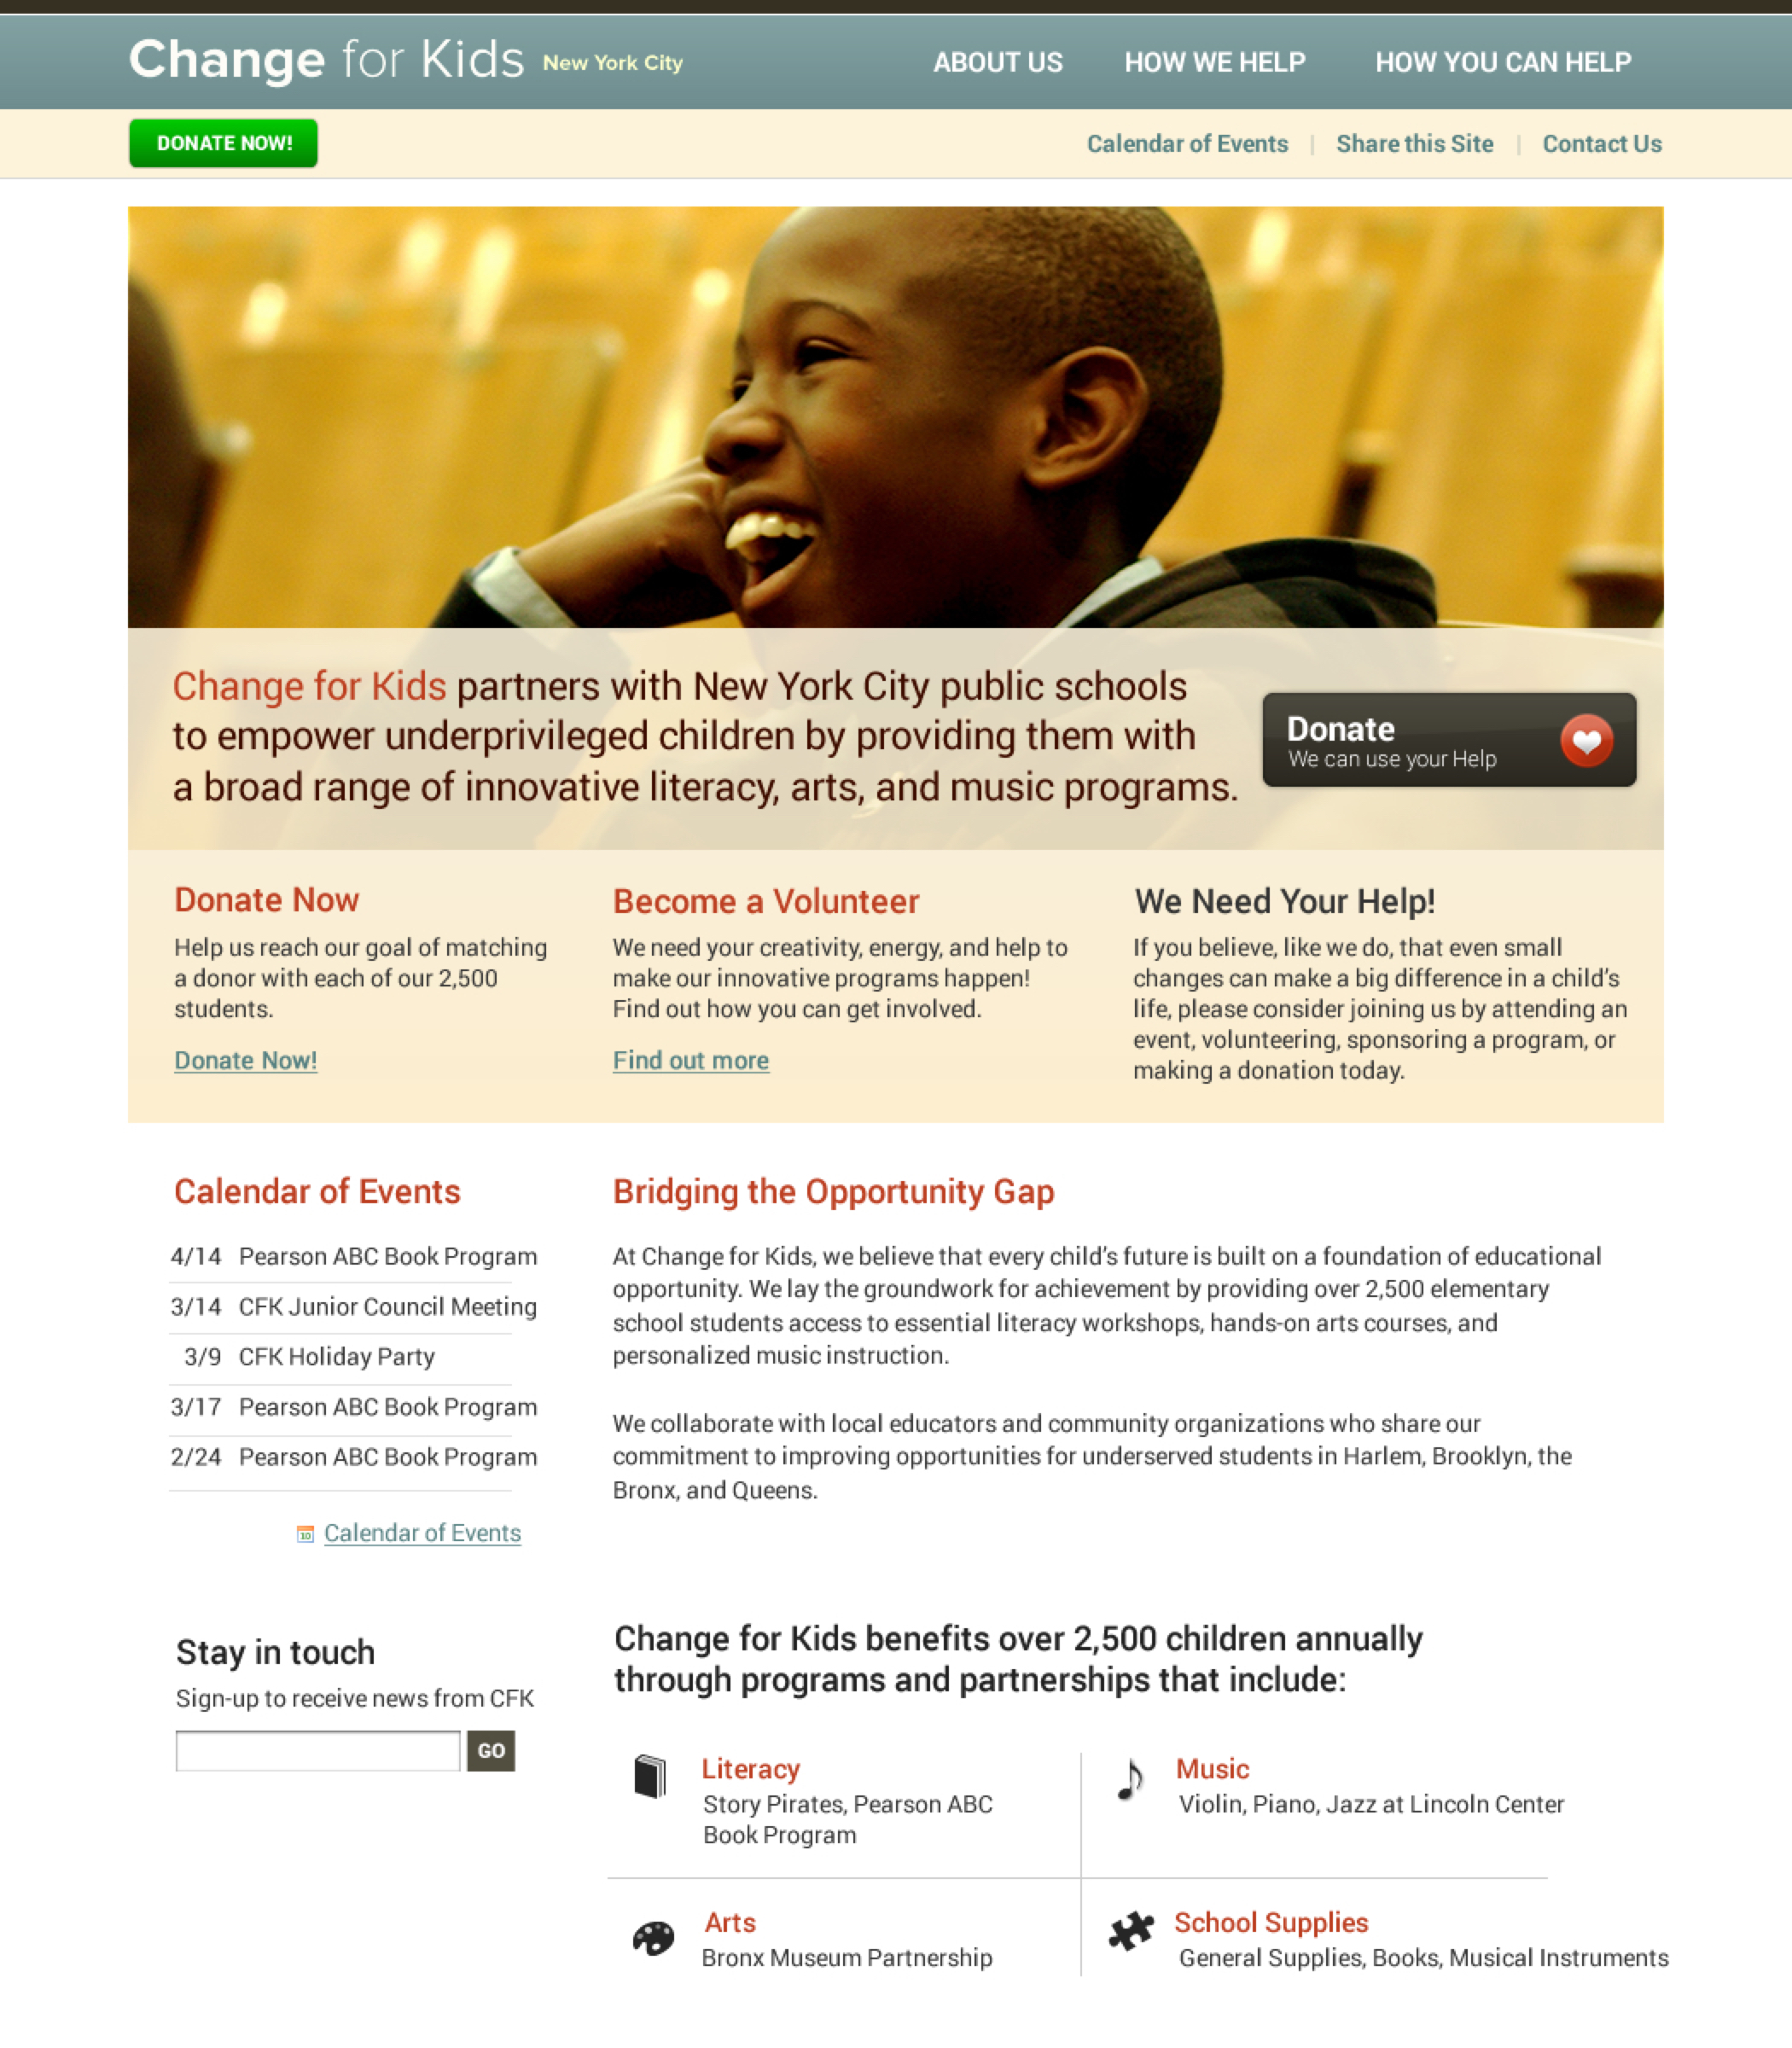 Change for Kids New York City
ABOUT US
HOW WE HELP
HOW YOU CAN HELP
DONATE NOW!
Calendar of Events | Share this Site | Contact Us
Change for Kids partners with New York City public schools
to empower underprivileged children by providing them with
a broad range of innovative literacy, arts, and music programs.
Donate
We can use your Help
Donate Now
Help us reach our goal of matching
a donor with each of our 2,500
students.
Donate Now!
Become a Volunteer
We need your creativity, energy, and help to
make our innovative programs happen!
Find out how you can get involved.
Find out more
We Need Your Help!
If you believe, like we do, that even small
changes can make a big difference in a child's
life, please consider joining us by attending an
event, volunteering, sponsoring a program, or
making a donation today.
Calendar of Events
4/14 Pearson ABC Book Program
3/14 CFK Junior Council Meeting
3/9 CFK Holiday Party
3/17 Pearson ABC Book Program
2/24 Pearson ABC Book Program
10 Calendar of Events
Bridging the Opportunity Gap
At Change for Kids, we believe that every child's future is built on a foundation of educational
opportunity. We lay the groundwork for achievement by providing over 2,500 elementary
school students access to essential literacy workshops, hands-on arts courses, and
personalized music instruction.
We collaborate with local educators and community organizations who share our
commitment to improving opportunities for underserved students in Harlem, Brooklyn, the
Bronx, and Queens.
Stay in touch
Sign-up to receive news from CFK
GO
Change for Kids benefits over 2,500 children annually
through programs and partnerships that include:
Literacy
Story Pirates, Pearson ABC
Book Program
Music
Violin, Piano, Jazz at Lincoln Center
Arts
Bronx Museum Partnership
School Supplies
General Supplies, Books, Musical Instruments